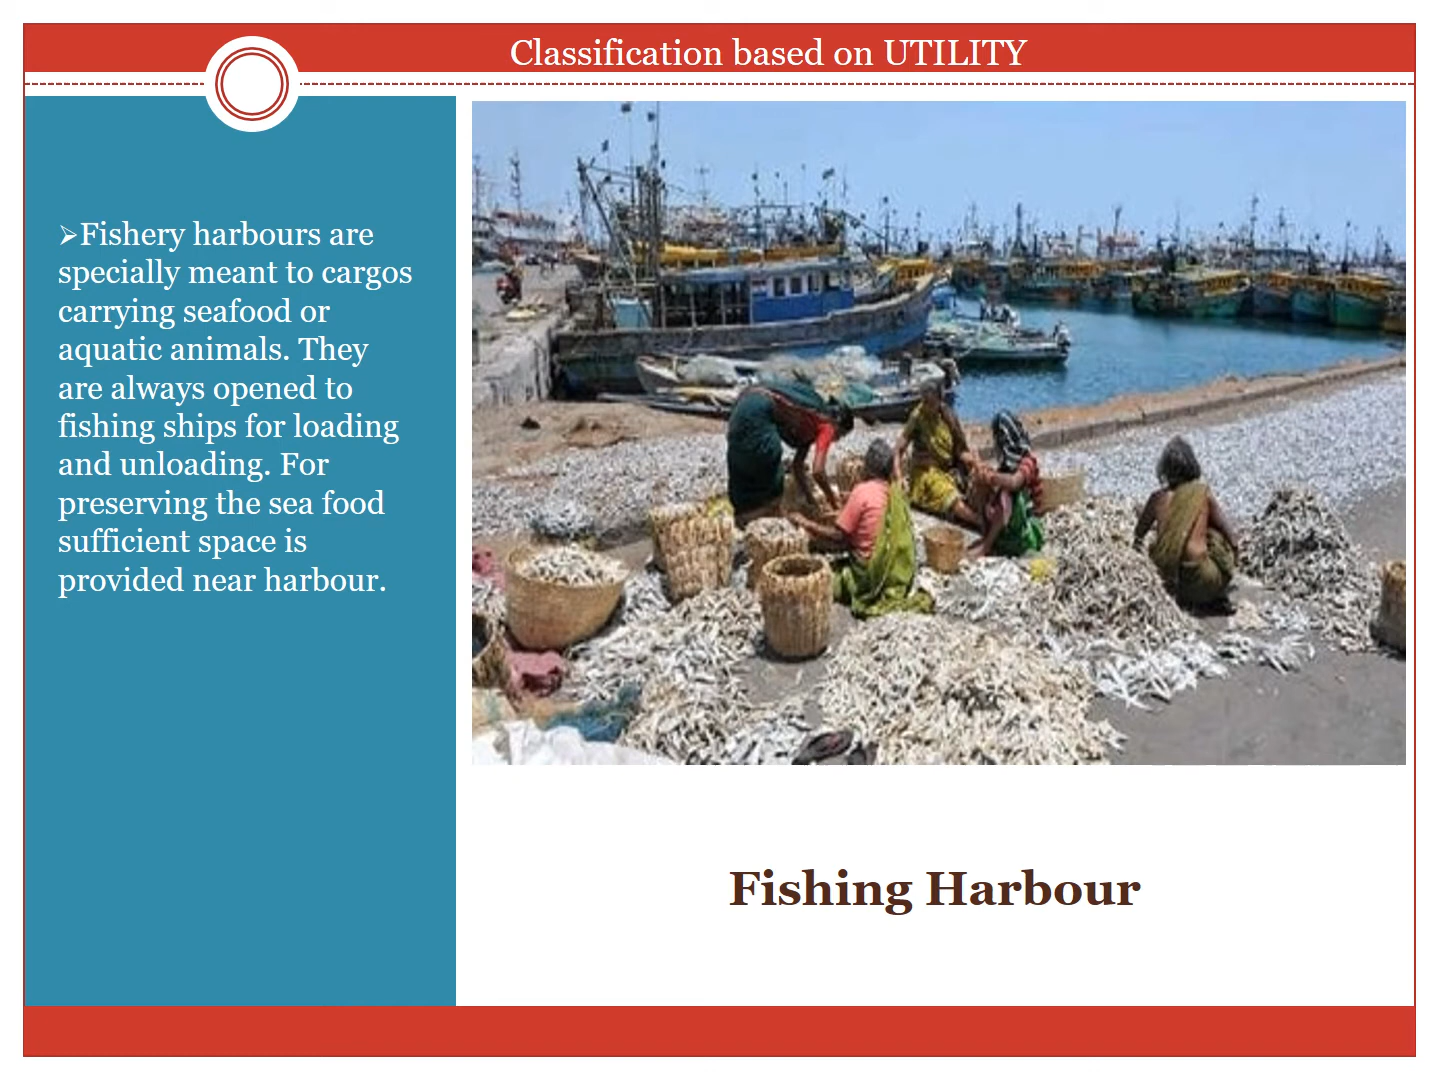 Classification based on UTILITY
➢Fishery harbours are
specially meant to cargos
carrying seafood or
aquatic animals. They
are always opened to
fishing ships for loading
and unloading. For
preserving the sea food
sufficient space is
provided near harbour.
Fishing Harbour